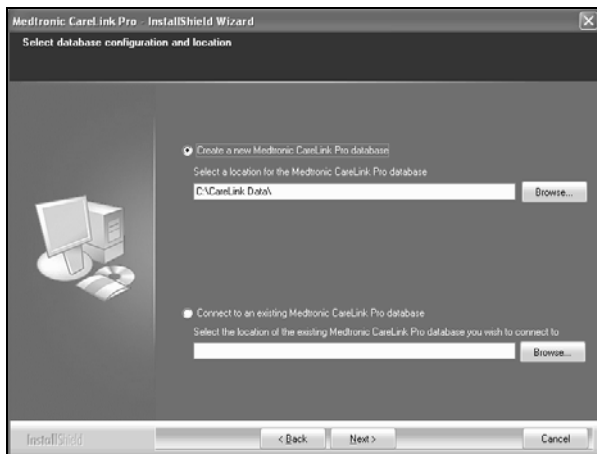 Medtronic CareLink Pro - InstallShield Wizard
Select database configuration and location
Create a new Medtronic CareLink Pro database
Select a location for the Medtronic CareLink Pro database
C:\CareLink Data\
Browse...
Connect to an existing Medtronic CareLink Pro database
Select the location of the existing Medtronic CareLink Pro database you wish to connect to
Browse...
InstallShield
< Back
Next >
Cancel